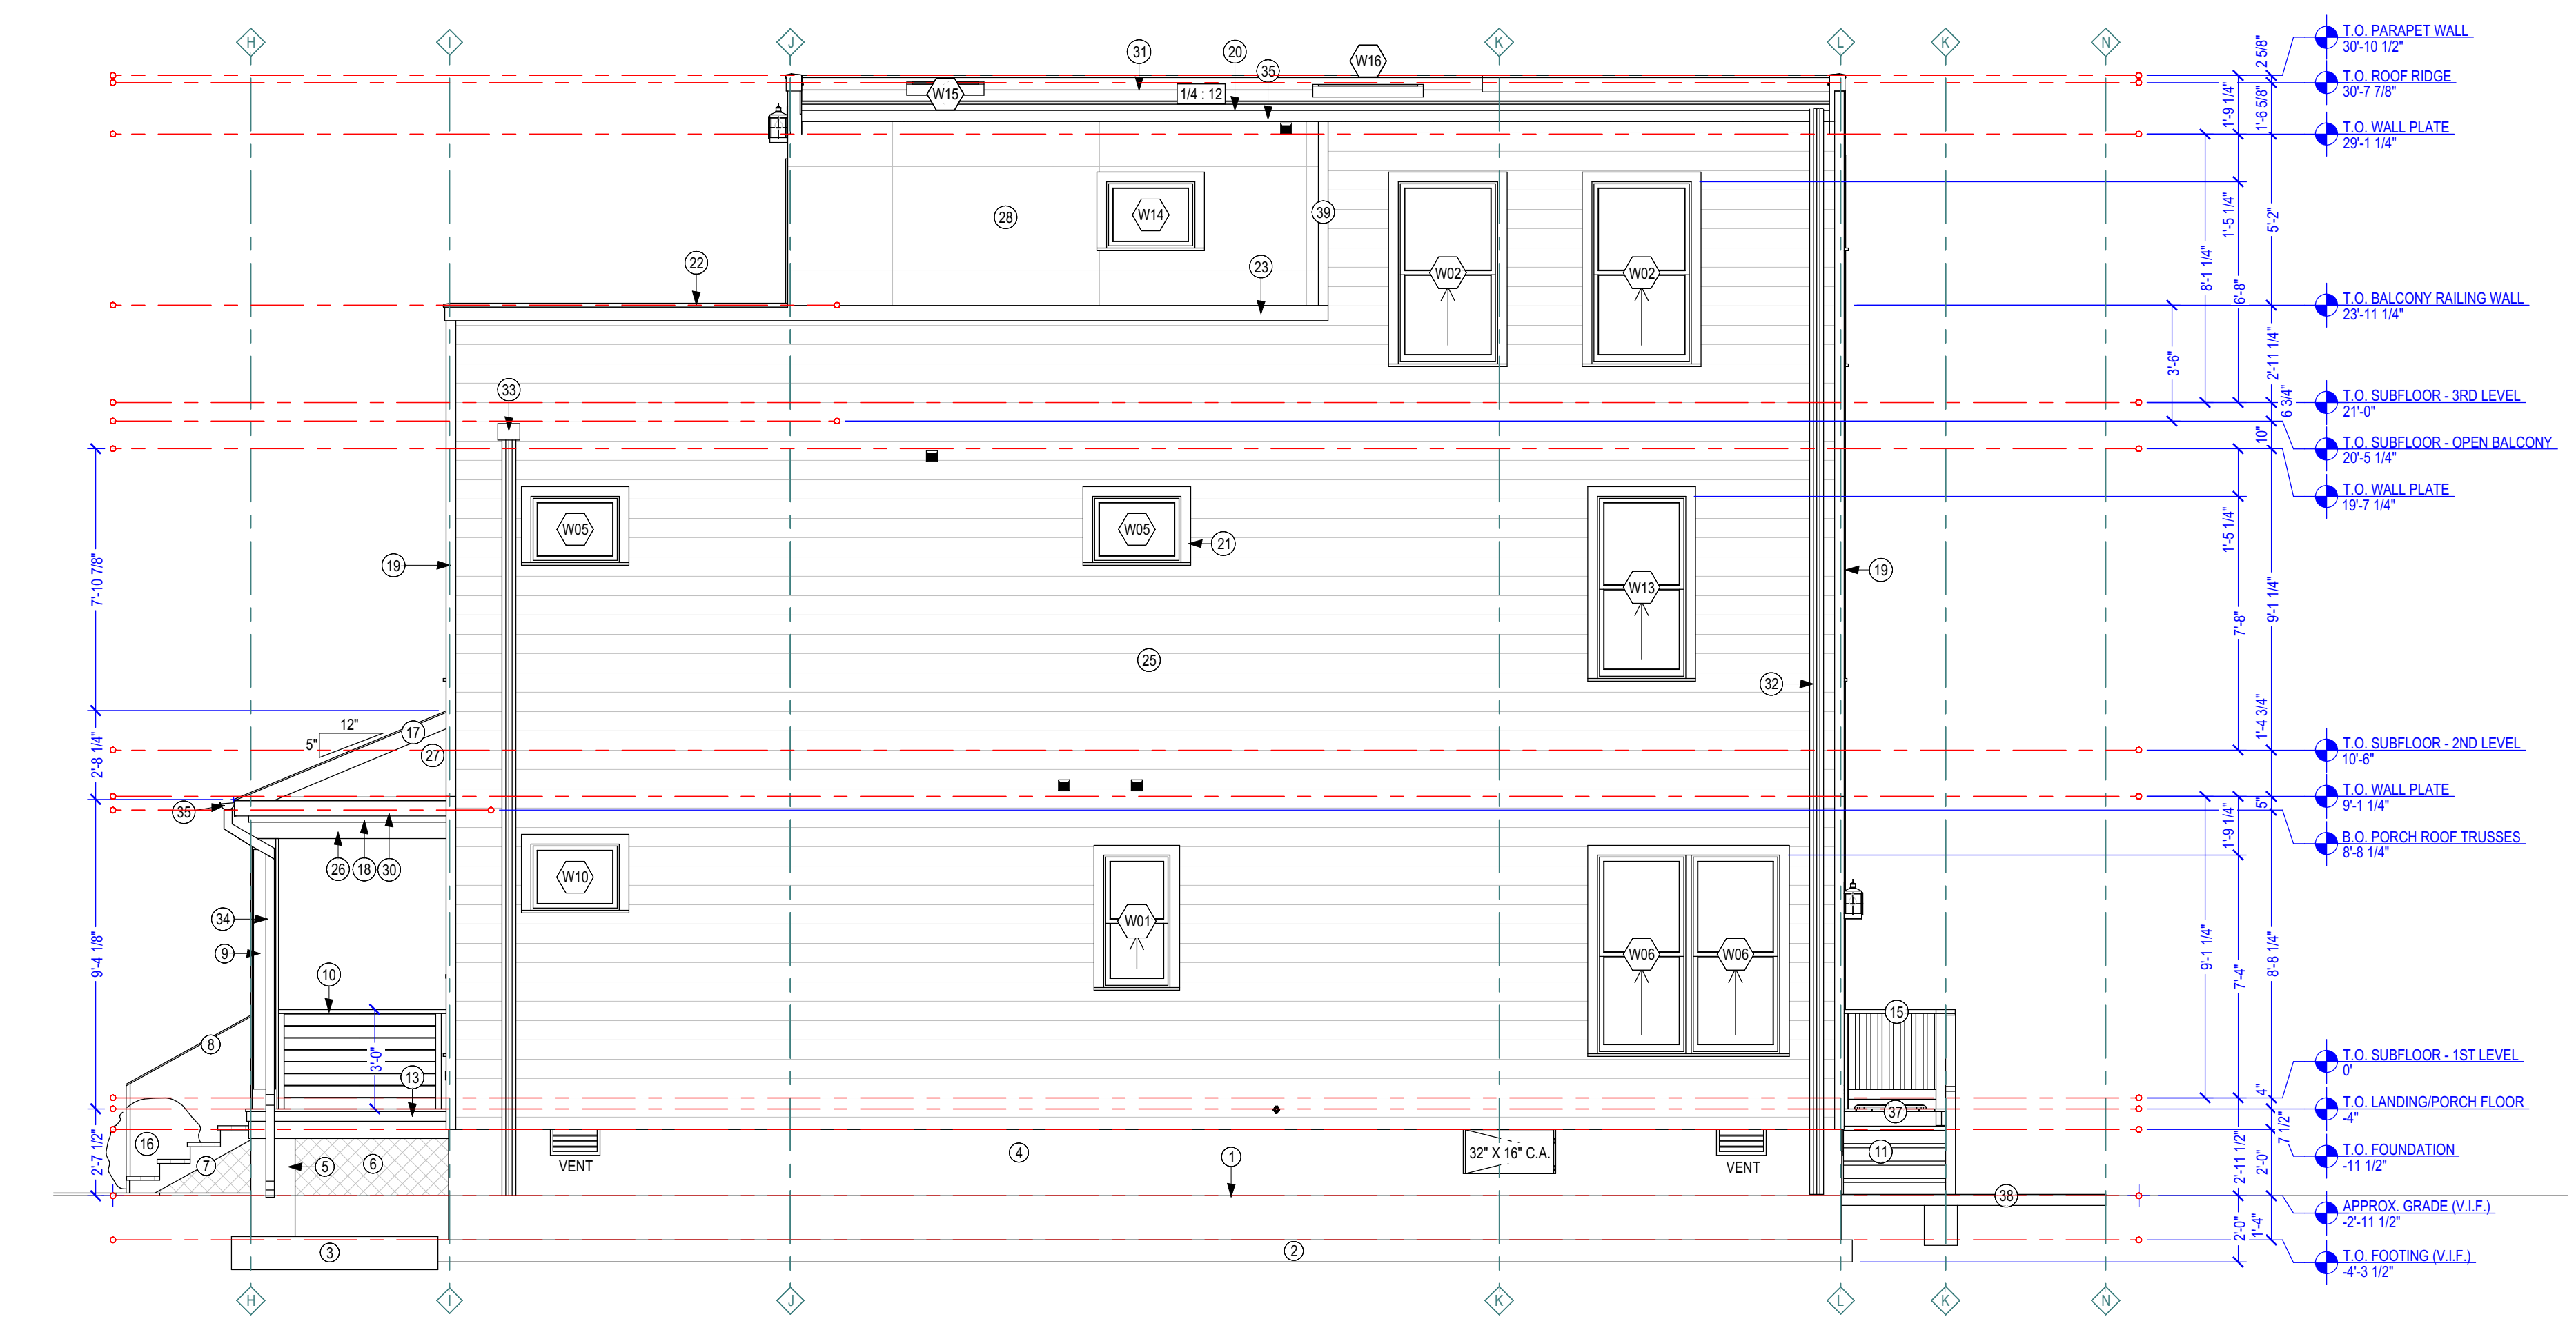 H I J K L K N
T.O. PARAPET WALL
30'-10 1/2"
T.O. ROOF RIDGE
30'-7 7/8"
T.O. WALL PLATE
29'-1 1/4"
T.O. BALCONY RAILING WALL
23'-11 1/4"
T.O. SUBFLOOR - 3RD LEVEL
21'-0"
T.O. SUBFLOOR - OPEN BALCONY
20'-5 1/4"
T.O. WALL PLATE
19'-7 1/4"
T.O. SUBFLOOR - 2ND LEVEL
10'-6"
T.O. WALL PLATE
9'-1 1/4"
B.O. PORCH ROOF TRUSSES
8'-8 1/4"
T.O. SUBFLOOR - 1ST LEVEL
0'
T.O. LANDING/PORCH FLOOR
-4"
T.O. FOUNDATION
-11 1/2"
APPROX. GRADE (V.I.F.)
-2'-11 1/2"
T.O. FOOTING (V.I.F.)
-4'-3 1/2"
31
20
35
W16
W15
1/4 : 12
28
W14
39
W02
W02
22
23
33
W05
W05
21
W13
19
19
25
32
12"
5"
17
27
35
26
18
30
W10
W01
W06
W06
34
9
10
8
3'-0"
13
15
37
16
7
5
6
VENT
4
1
32" X 16" C.A.
VENT
11
38
3
2
7'-10 7/8"
2'-8 1/4"
9'-4 1/8"
2'-7 1/2"
2 5/8"
1'-9 1/4"
1'-6 5/8"
1'-5 1/4"
8'-1 1/4"
6'-8"
5'-2"
3'-6"
2'-11 1/4"
6 3/4"
10"
1'-5 1/4"
7'-8"
9'-1 1/4"
1'-4 3/4"
5"
1'-9 1/4"
9'-1 1/4"
7'-4"
8'-8 1/4"
4"
7 1/2"
2'-11 1/2"
2'-0"
2'-0"
1'-4"
H I J K L K N